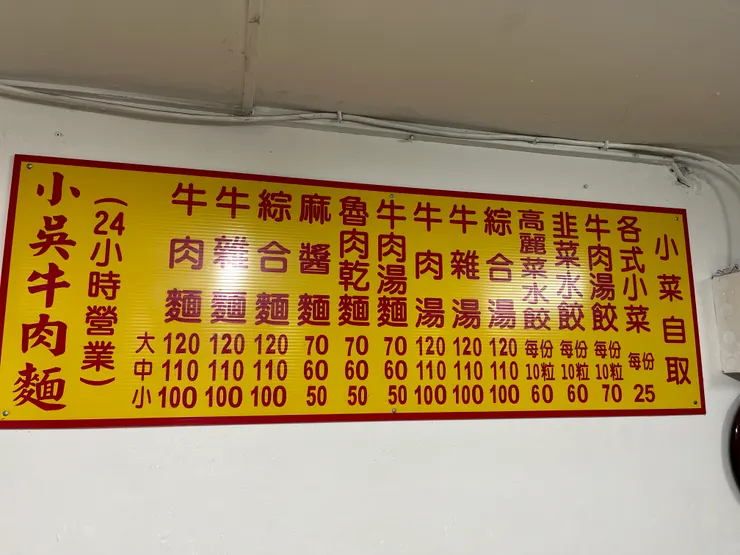 小吳牛肉麵
(24小時營業)
大 中 小
牛肉麵 120 110 100
牛雜麵 120 110 100
綜合麵 120 110 100
麻醬麵 70 60 50
魯肉乾麵 70 60 50
牛肉湯麵 70 60 50
牛肉湯 120 110 100
牛雜湯 120 110 100
綜合湯 120 110 100
高麗菜水餃 每份10粒 60
韭菜水餃 每份10粒 60
牛肉湯餃 每份10粒 70
各式小菜 每份 25
小菜自取